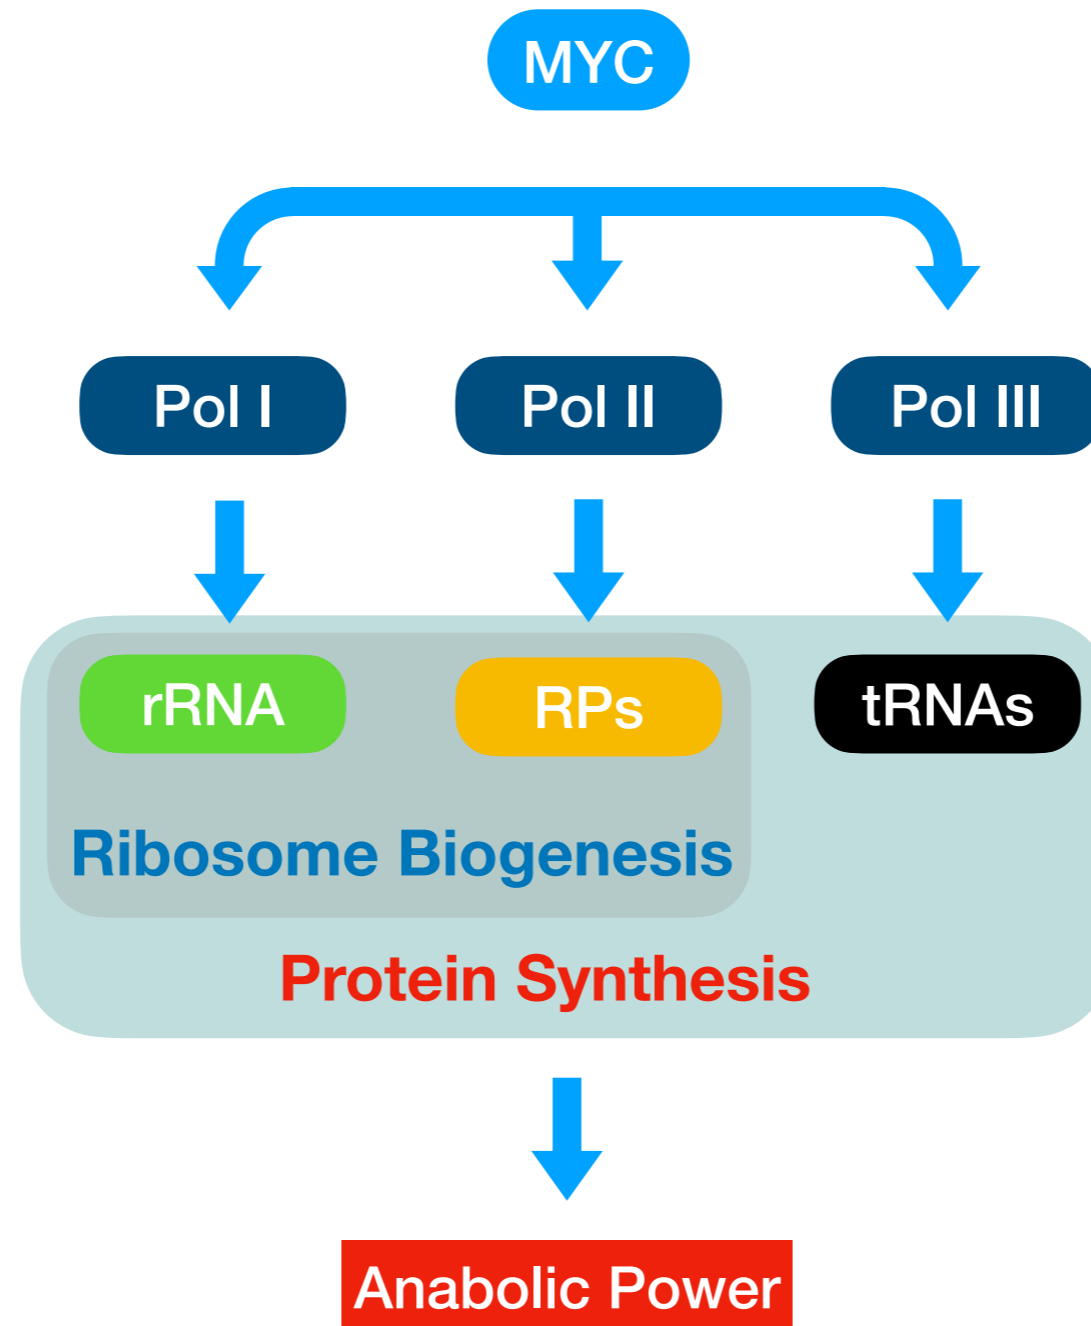 MYC
Pol I
Pol II
Pol III
rRNA
RPs
tRNAs
Ribosome Biogenesis
Protein Synthesis
Anabolic Power